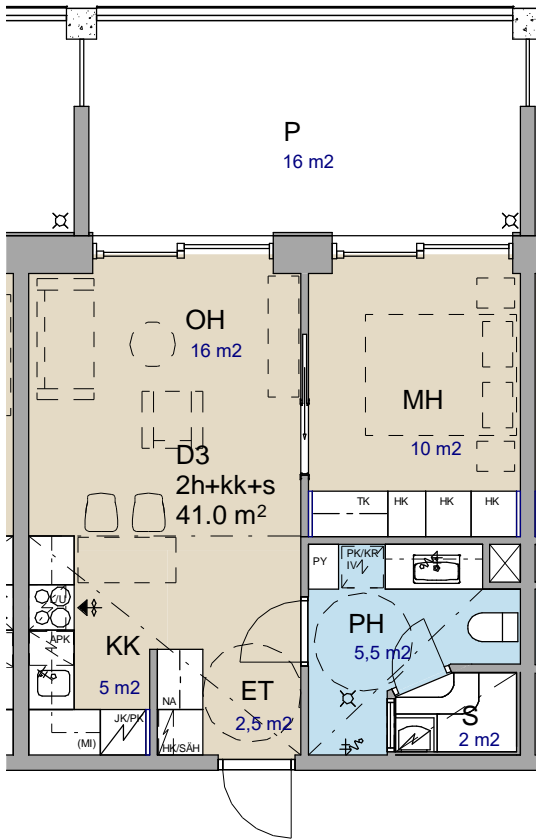 P
16 m2
OH
16 m2
MH
10 m2
D3
2h+kk+s
41.0 m²
TK
HK
HK
HK
PY
PK/KR
IV
L/U
APK
KK
5 m2
PH
5,5 m2
ET
2,5 m2
NA
S
2 m2
JK/PK
(MI)
HK/SÄH